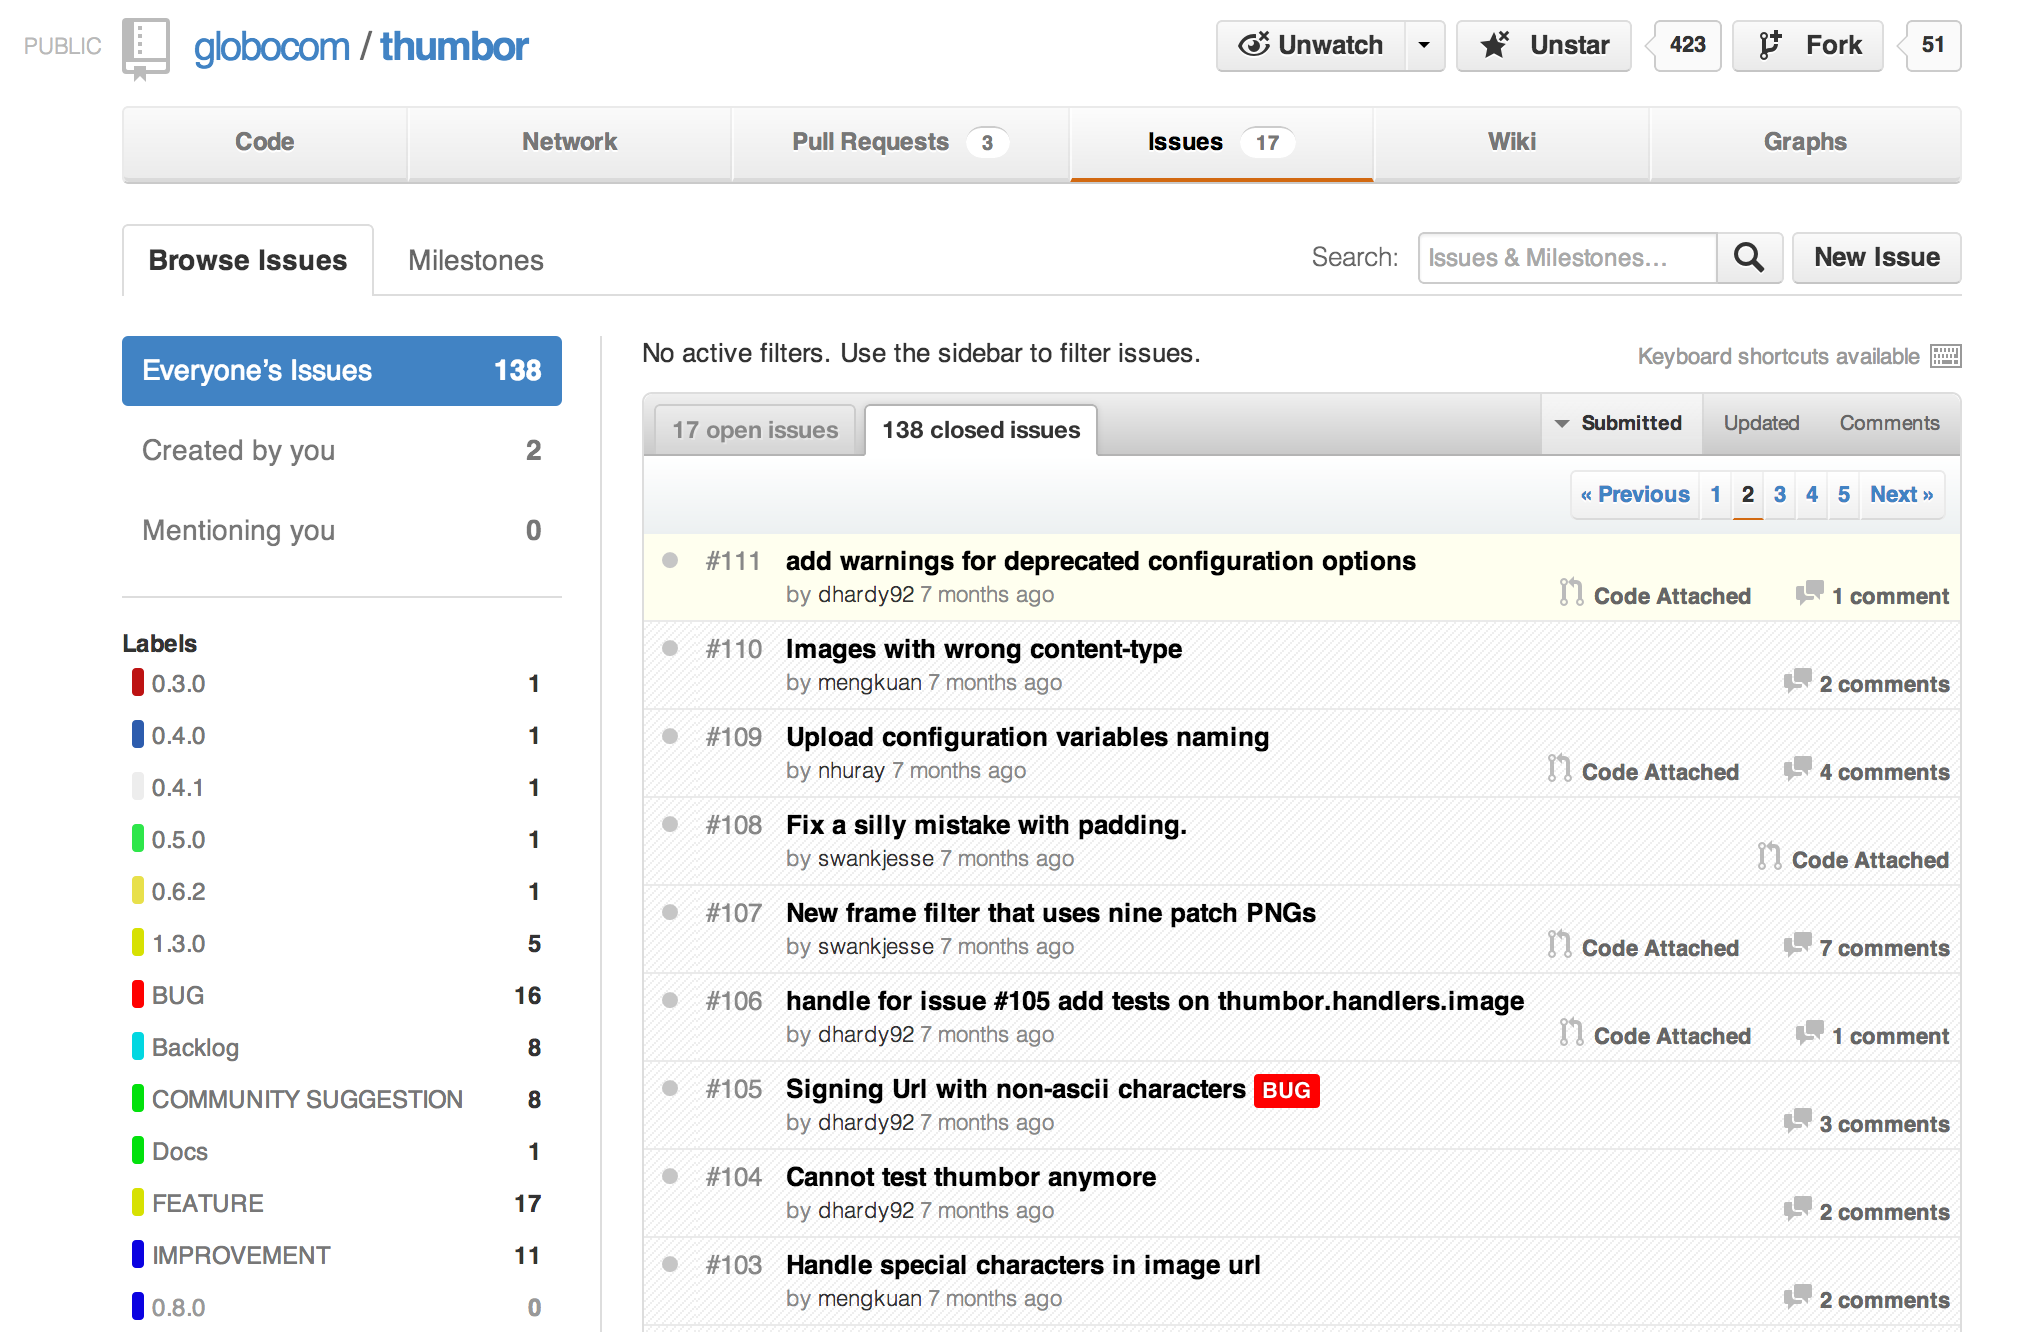 PUBLIC globocom / thumbor Unwatch Unstar 423 Fork 51
Code Network Pull Requests 3 Issues 17 Wiki Graphs
Browse Issues Milestones Search: Issues & Milestones... New Issue
Everyone's Issues 138
Created by you 2
Mentioning you 0
Labels
0.3.0 1
0.4.0 1
0.4.1 1
0.5.0 1
0.6.2 1
1.3.0 5
BUG 16
Backlog 8
COMMUNITY SUGGESTION 8
Docs 1
FEATURE 17
IMPROVEMENT 11
0.8.0 0
No active filters. Use the sidebar to filter issues. Keyboard shortcuts available
17 open issues 138 closed issues Submitted Updated Comments
« Previous 1 2 3 4 5 Next »
#111 add warnings for deprecated configuration options
by dhardy92 7 months ago Code Attached 1 comment
#110 Images with wrong content-type
by mengkuan 7 months ago 2 comments
#109 Upload configuration variables naming
by nhuray 7 months ago Code Attached 4 comments
#108 Fix a silly mistake with padding.
by swankjesse 7 months ago Code Attached
#107 New frame filter that uses nine patch PNGs
by swankjesse 7 months ago Code Attached 7 comments
#106 handle for issue #105 add tests on thumbor.handlers.image
by dhardy92 7 months ago Code Attached 1 comment
#105 Signing Url with non-ascii characters BUG
by dhardy92 7 months ago 3 comments
#104 Cannot test thumbor anymore
by dhardy92 7 months ago 2 comments
#103 Handle special characters in image url
by mengkuan 7 months ago 2 comments